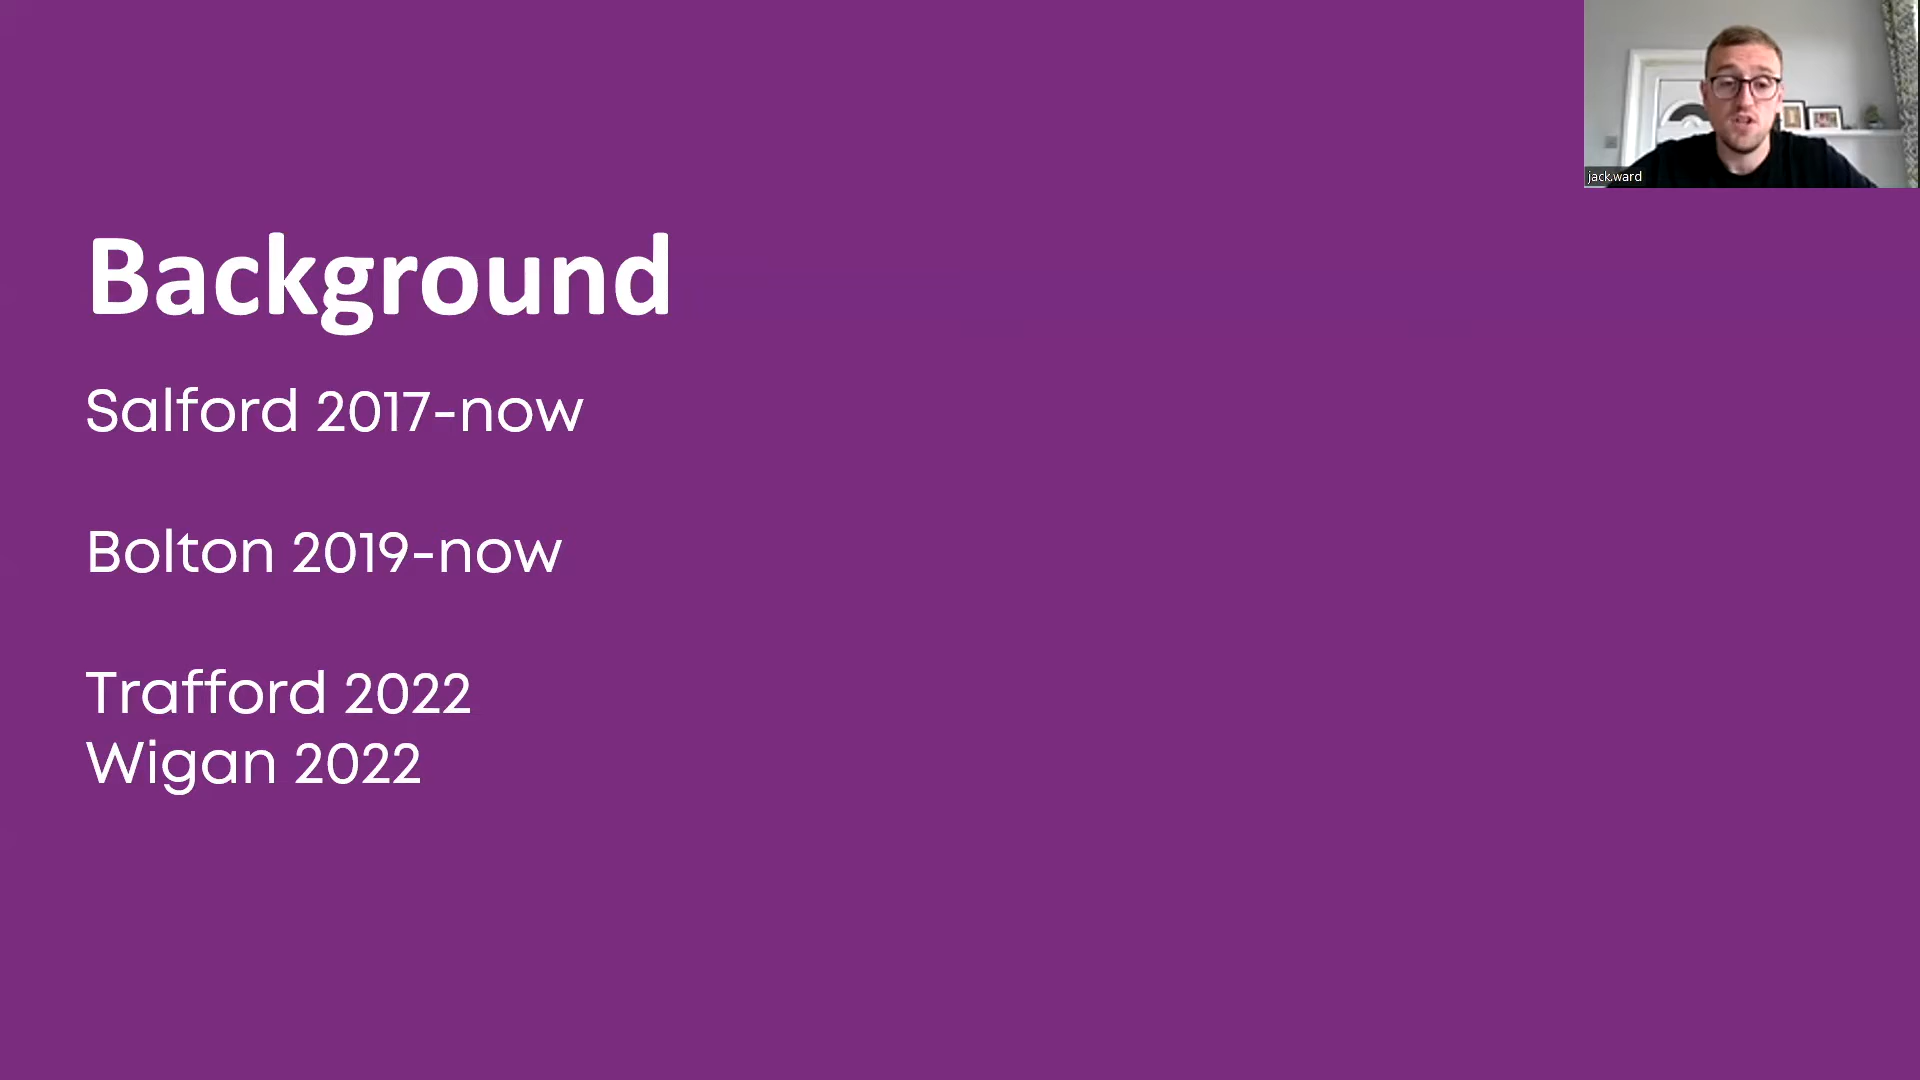 jack.ward
Background
Salford 2017-now
Bolton 2019-now
Trafford 2022
Wigan 2022